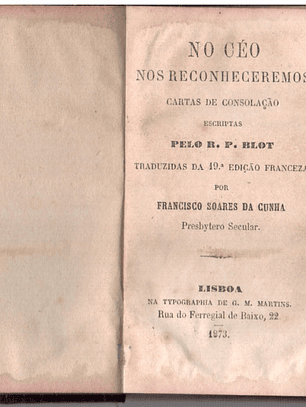 NO CÉO
NOS RECONHECEREMOS
CARTAS DE CONSOLAÇÃO
ESCRIPTAS
PELO R. P. BLOT
TRADUZIDAS DA 19.ª EDIÇÃO FRANCEZA
POR
FRANCISCO SOARES DA CUNHA
Presbytero Secular.
LISBOA
NA TYPOGRAPHIA DE G. M. MARTINS.
Rua do Ferregial de Baixo, 22
1873.